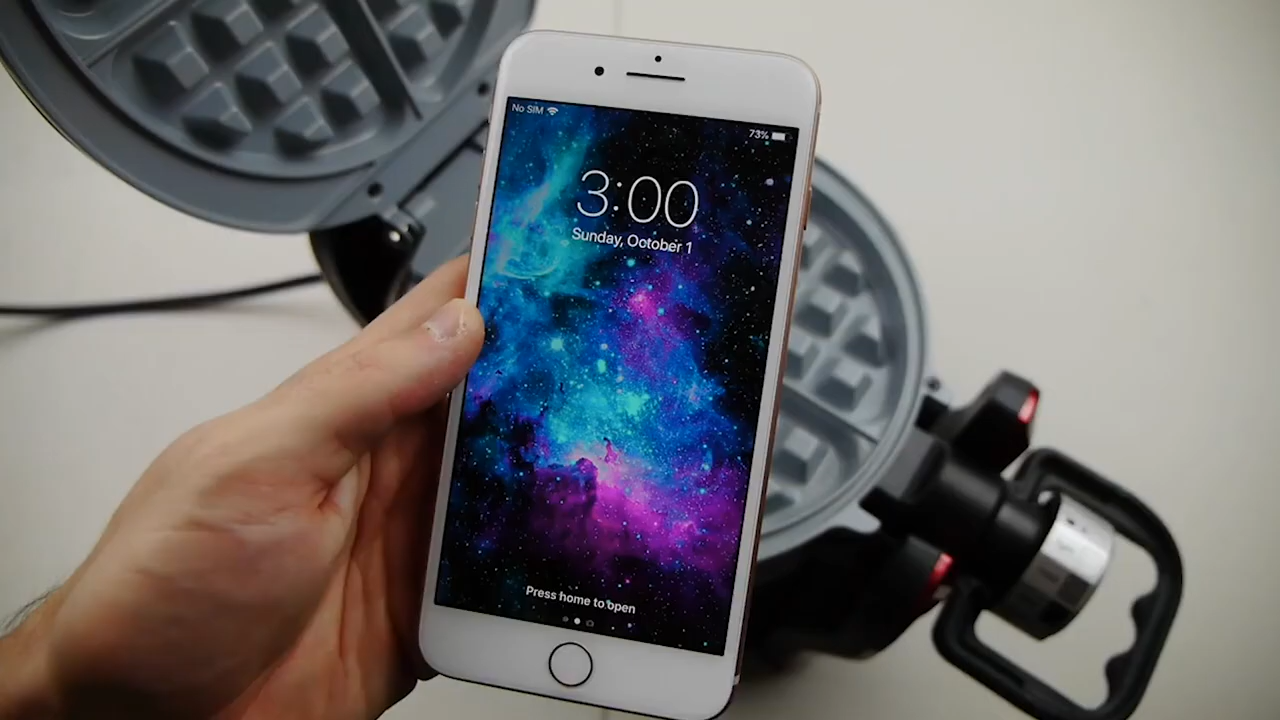 No SIM
73%
3:00
Sunday, October 1
Press home to open